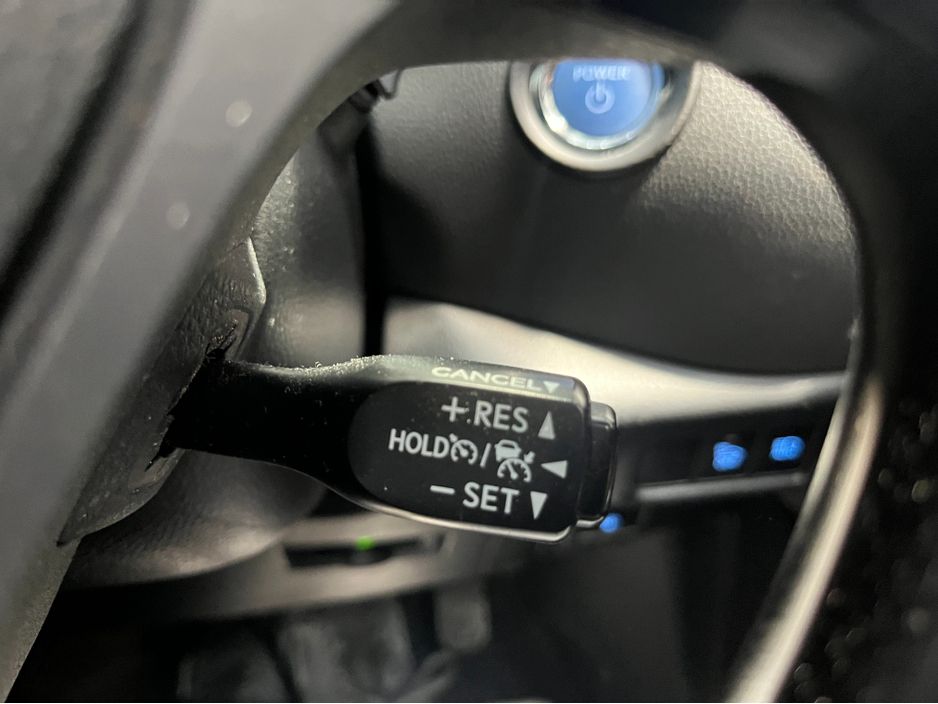 POWER
CANCEL▼
+RES ▲
HOLD / ◀
− SET ▼